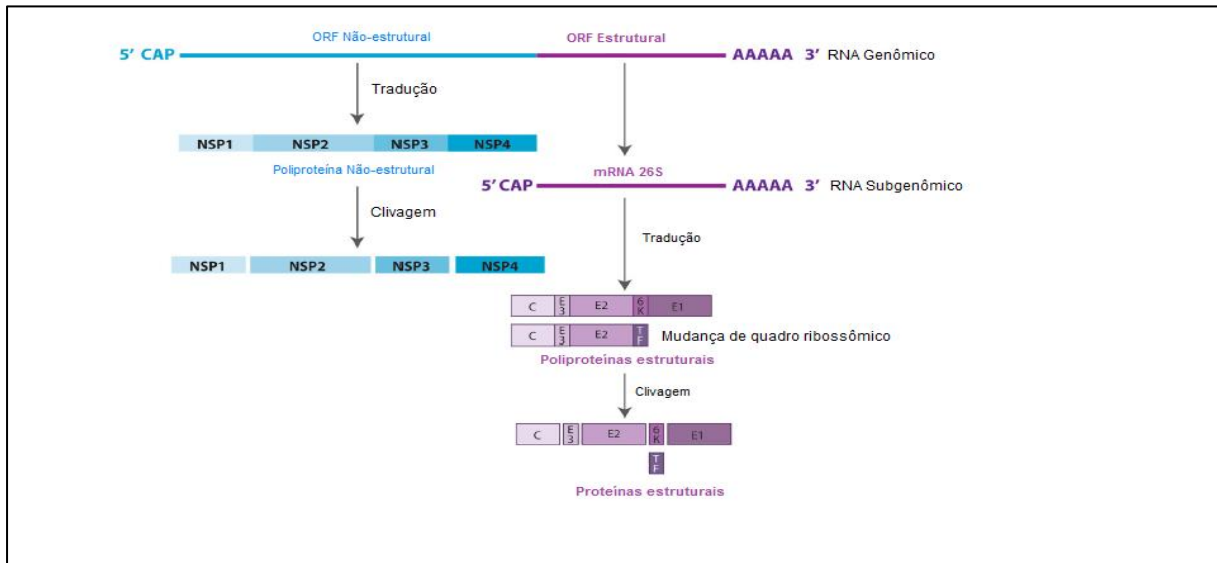 ORF Não-estrutural ORF Estrutural
5' CAP AAAAA 3' RNA Genômico
Tradução
NSP1 NSP2 NSP3 NSP4
Poliproteína Não-estrutural
mRNA 26S
5' CAP AAAAA 3' RNA Subgenômico
Clivagem
Tradução
NSP1 NSP2 NSP3 NSP4
C E3 E2 6K E1
C E3 E2 TF Mudança de quadro ribossômico
Poliproteínas estruturais
Clivagem
C E3 E2 6K E1
TF
Proteínas estruturais